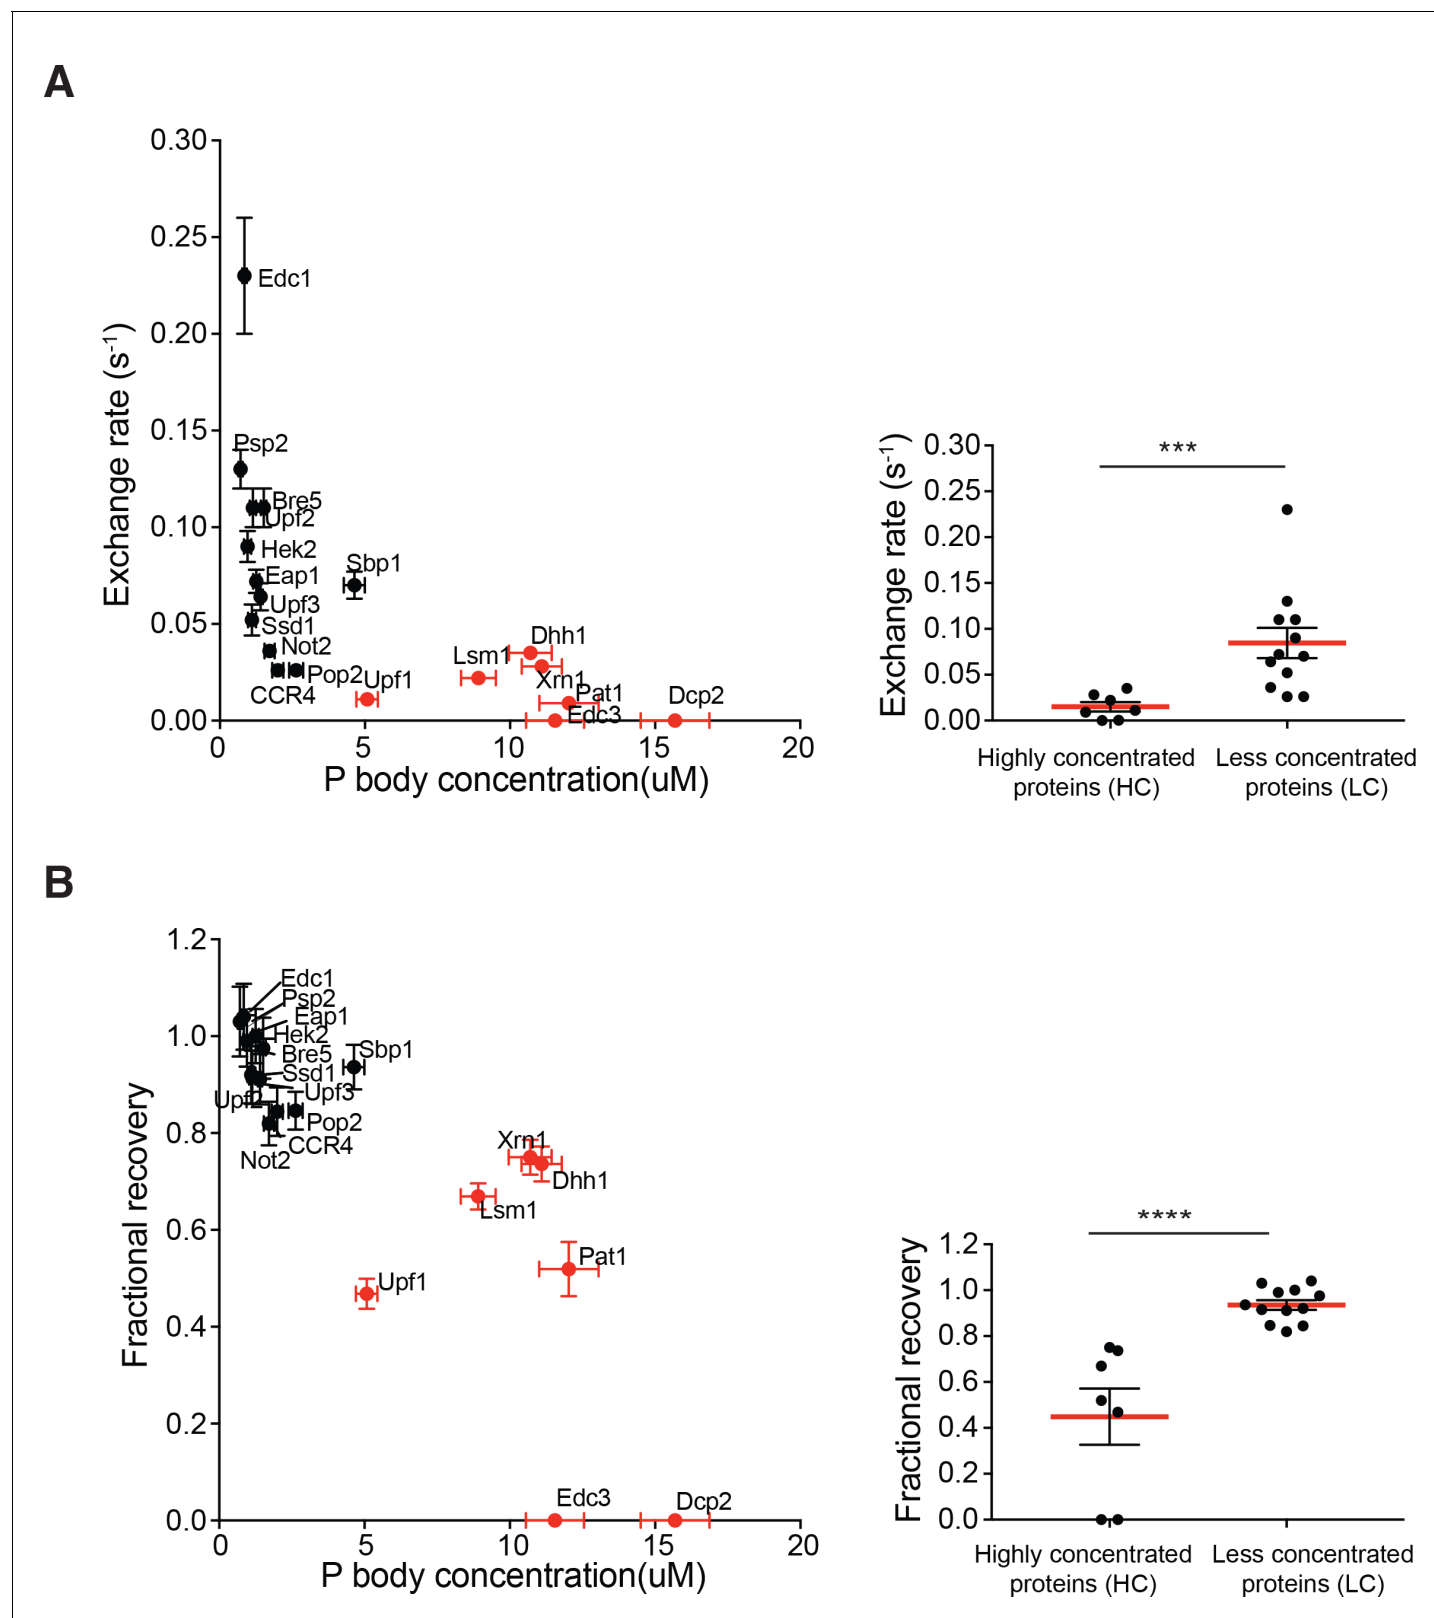 A
0.30
0.25
0.20
0.15
0.10
0.05
0.00
Exchange rate (s-1)
Edc1
Psp2
Bre5
Upf2
Hek2
Eap1
Sbp1
Upf3
Ssd1
Not2
Pop2
CCR4
Upf1
Lsm1
Dhh1
Xrn1
Pat1
Edc3
Dcp2
0 5 10 15 20
P body concentration(uM)
***
0.30
0.25
0.20
0.15
0.10
0.05
0.00
Exchange rate (s-1)
Highly concentrated
proteins (HC)
Less concentrated
proteins (LC)
B
1.2
1.0
0.8
0.6
0.4
0.2
0.0
Fractional recovery
Edc1
Psp2
Eap1
Hek2
Bre5
Sbp1
Ssd1
Upf3
Upf2
Pop2
CCR4
Not2
Xrn1
Dhh1
Lsm1
Pat1
Upf1
Edc3
Dcp2
0 5 10 15 20
P body concentration(uM)
****
1.2
1.0
0.8
0.6
0.4
0.2
0.0
Fractional recovery
Highly concentrated
proteins (HC)
Less concentrated
proteins (LC)